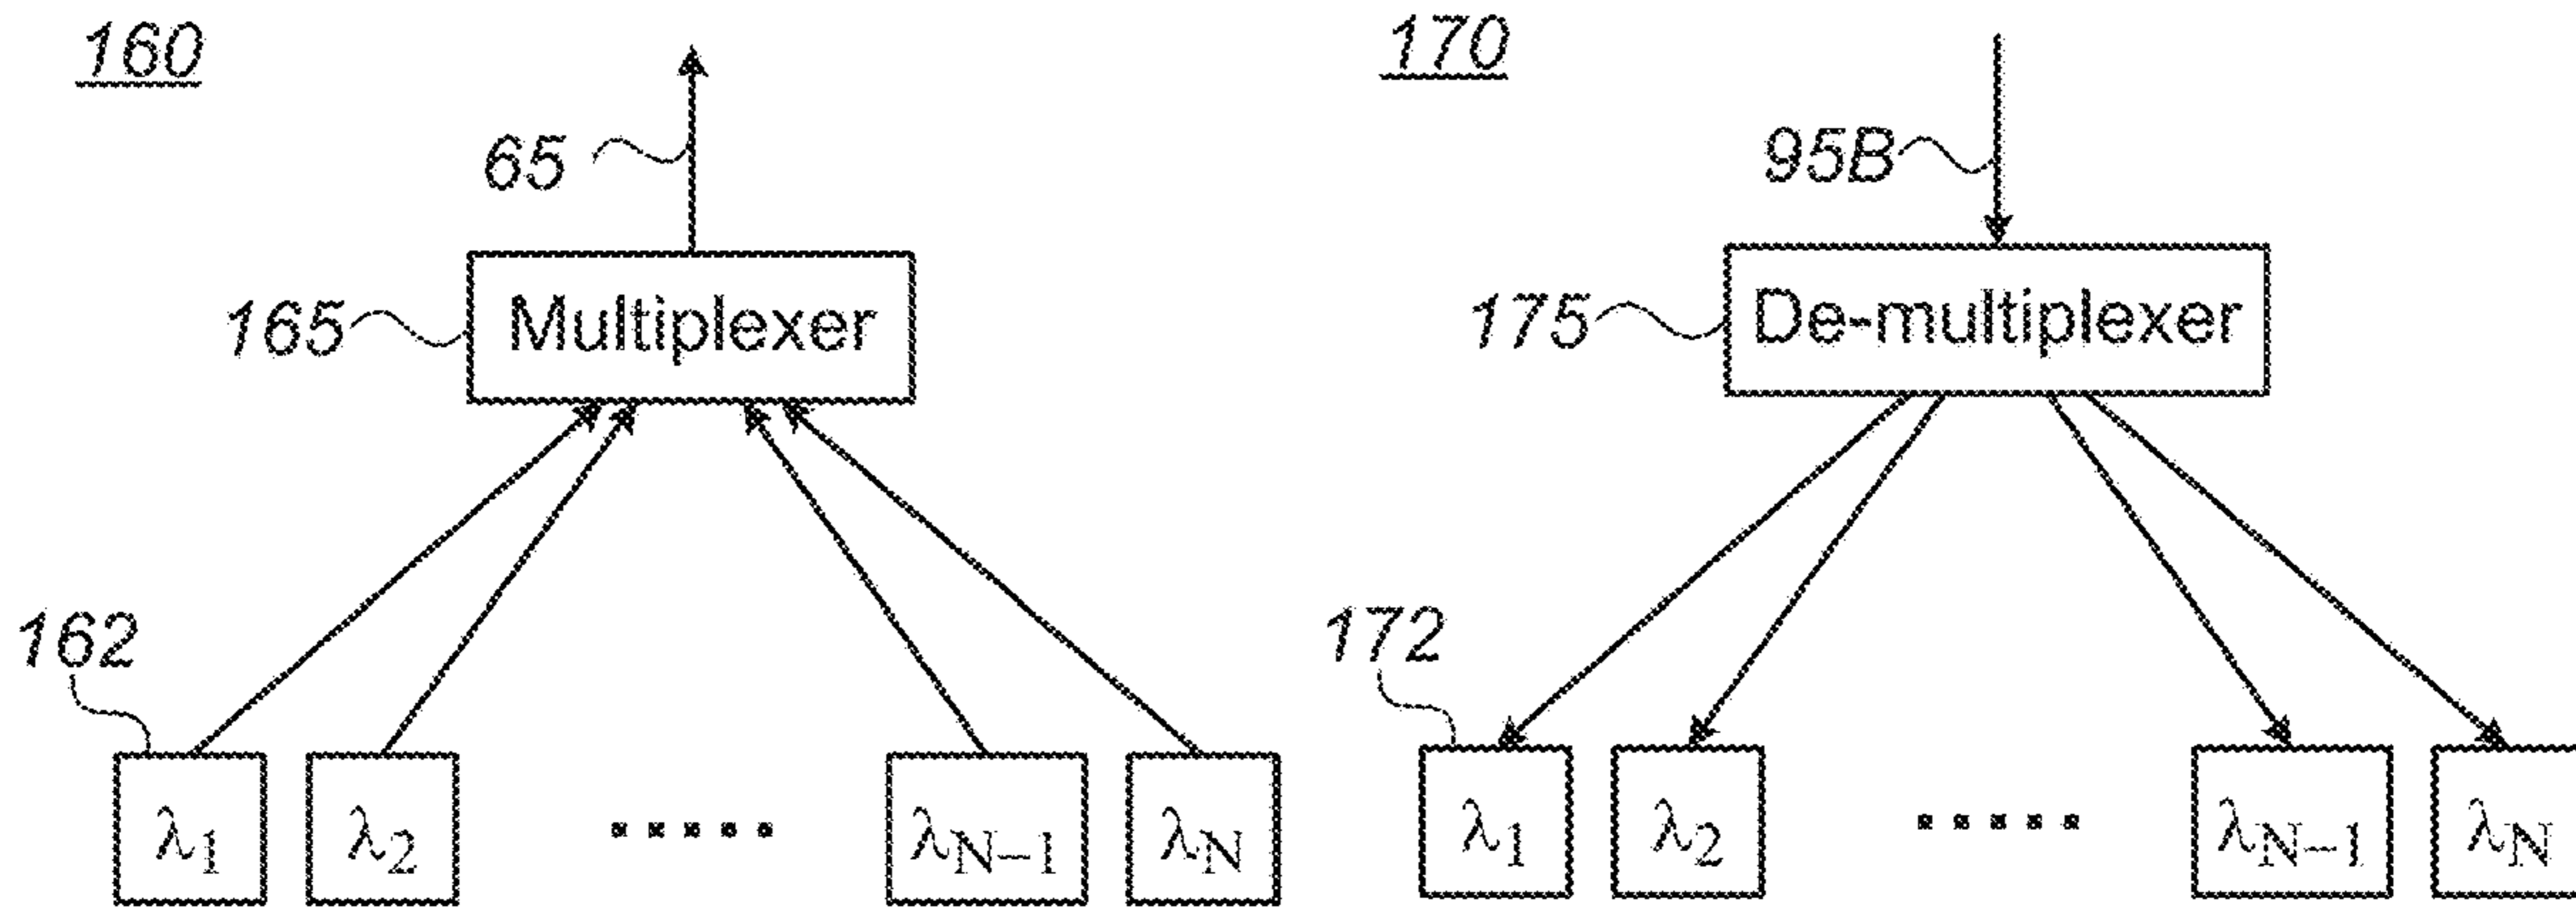 160
65
165
Multiplexer
162
λ1 λ2 ..... λN–1 λN
170
95B
175
De-multiplexer
172
λ1 λ2 ..... λN–1 λN